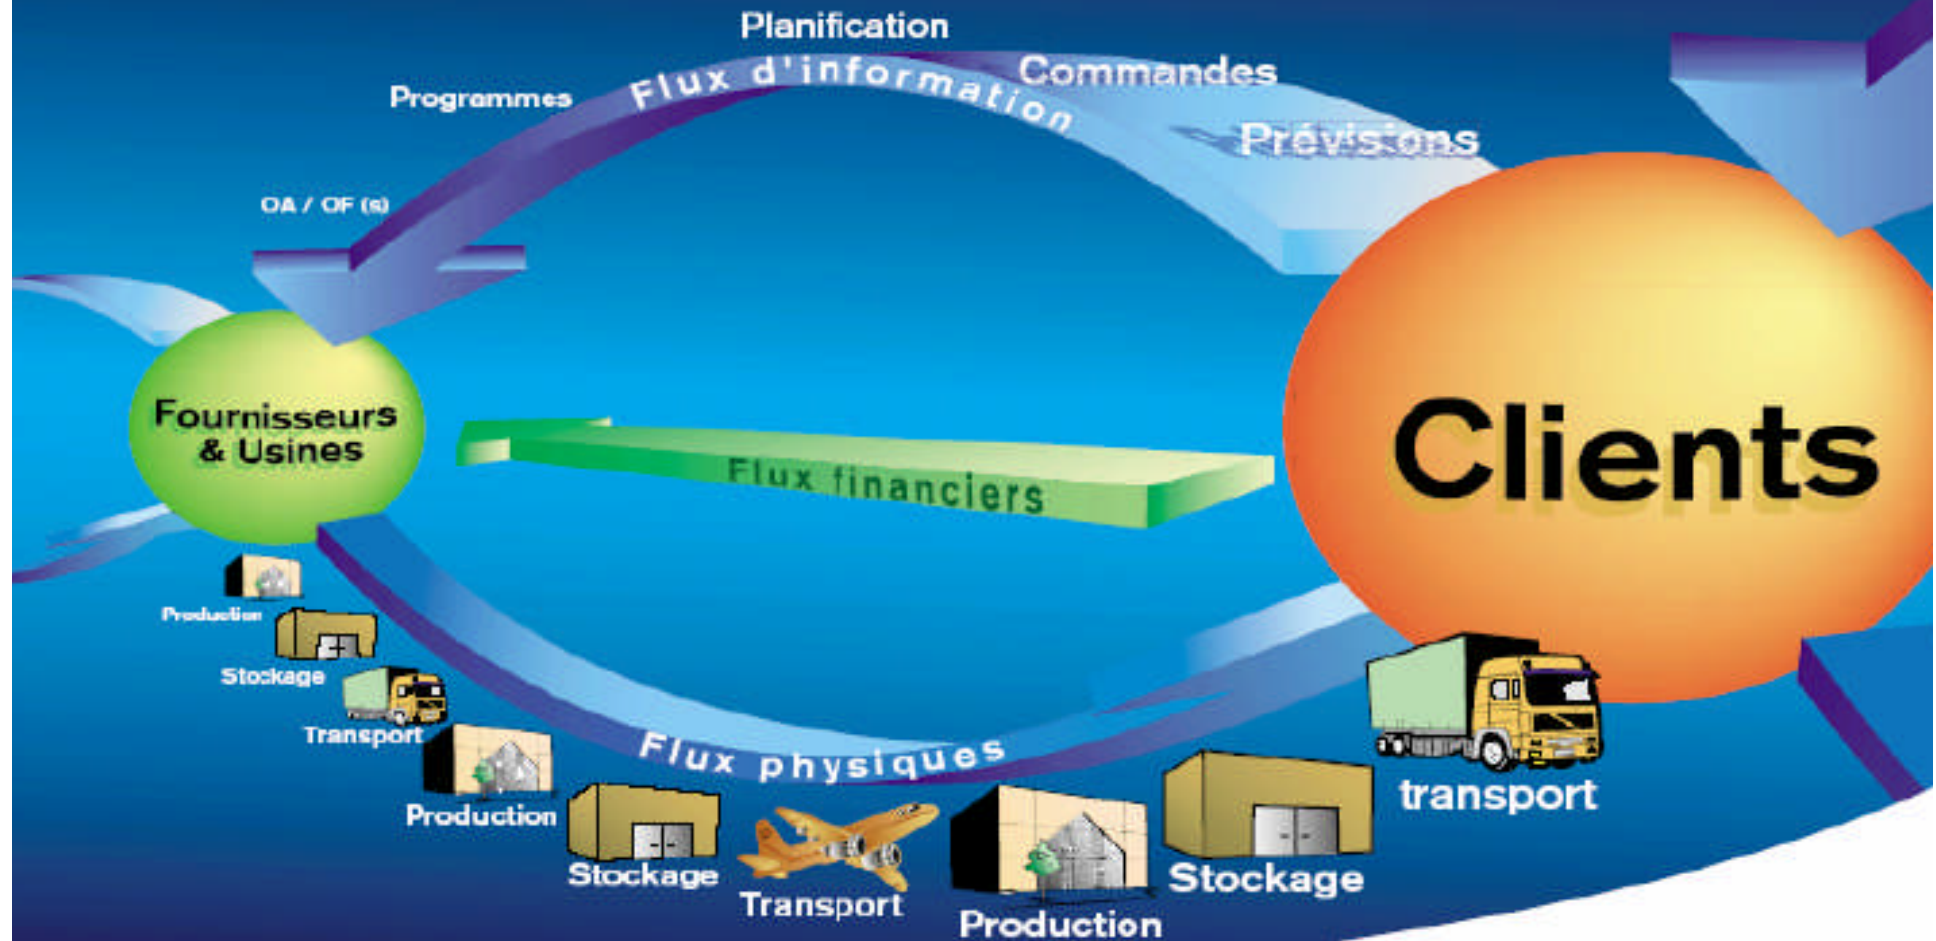 Planification
Commandes
Flux d'information
Programmes
Prévisions
OA / OF (s)
Fournisseurs
& Usines
Clients
Flux financiers
Production
Stockage
Transport
Flux physiques
Production
Stockage
Transport
Production
Stockage
transport